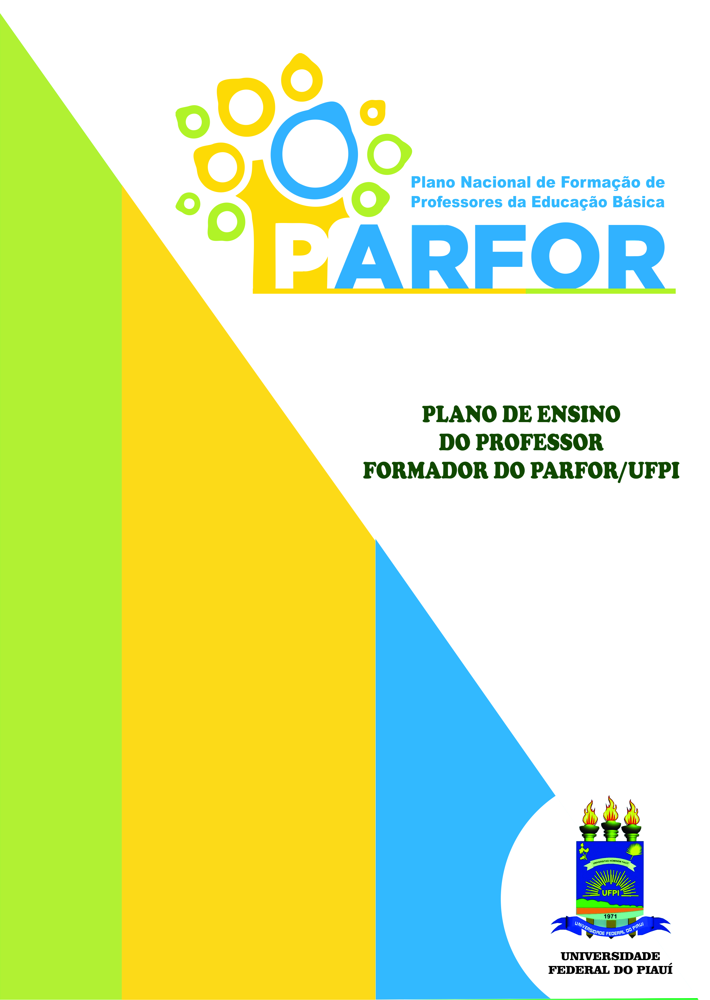 Plano Nacional de Formação de
Professores da Educação Básica
PARFOR
PLANO DE ENSINO
DO PROFESSOR
FORMADOR DO PARFOR/UFPI
UNIVERSITAS HOMINEM FACIT
UFPI
1971
UNIVERSIDADE FEDERAL DO PIAUI
UNIVERSIDADE
FEDERAL DO PIAUÍ